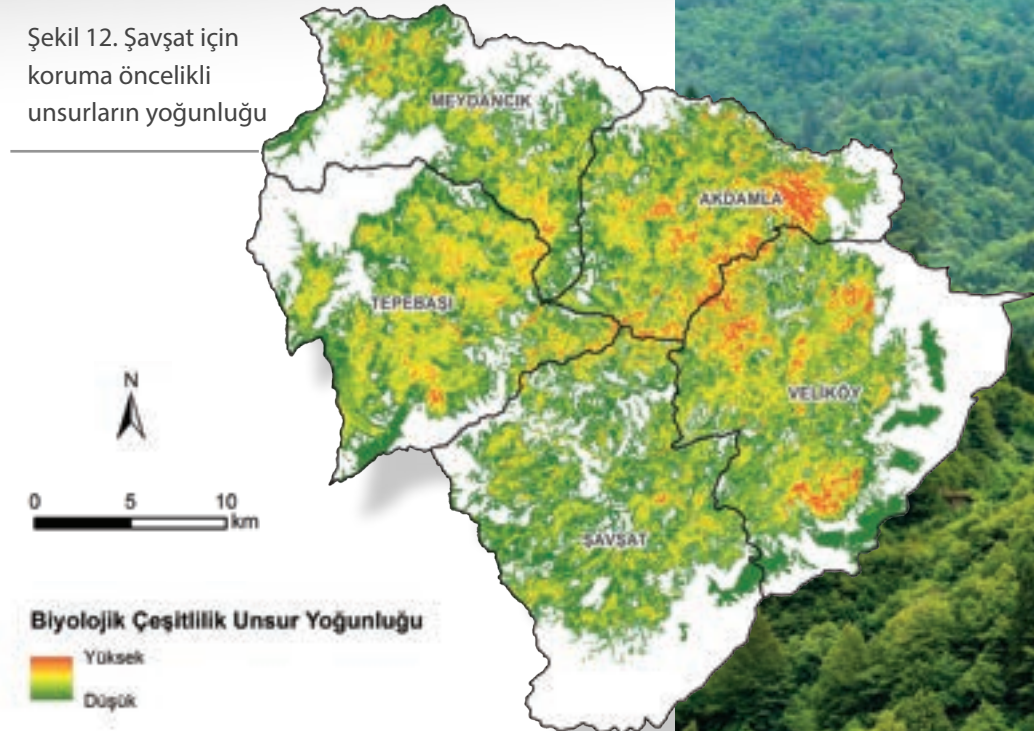 Şekil 12. Şavşat için
koruma öncelikli
unsurların yoğunluğu
MEYDANCIK
AKDAMLA
TEPEBAŞI
VELİKÖY
ŞAVŞAT
N
0 5 10
km
Biyolojik Çeşitlilik Unsur Yoğunluğu
Yüksek
Düşük